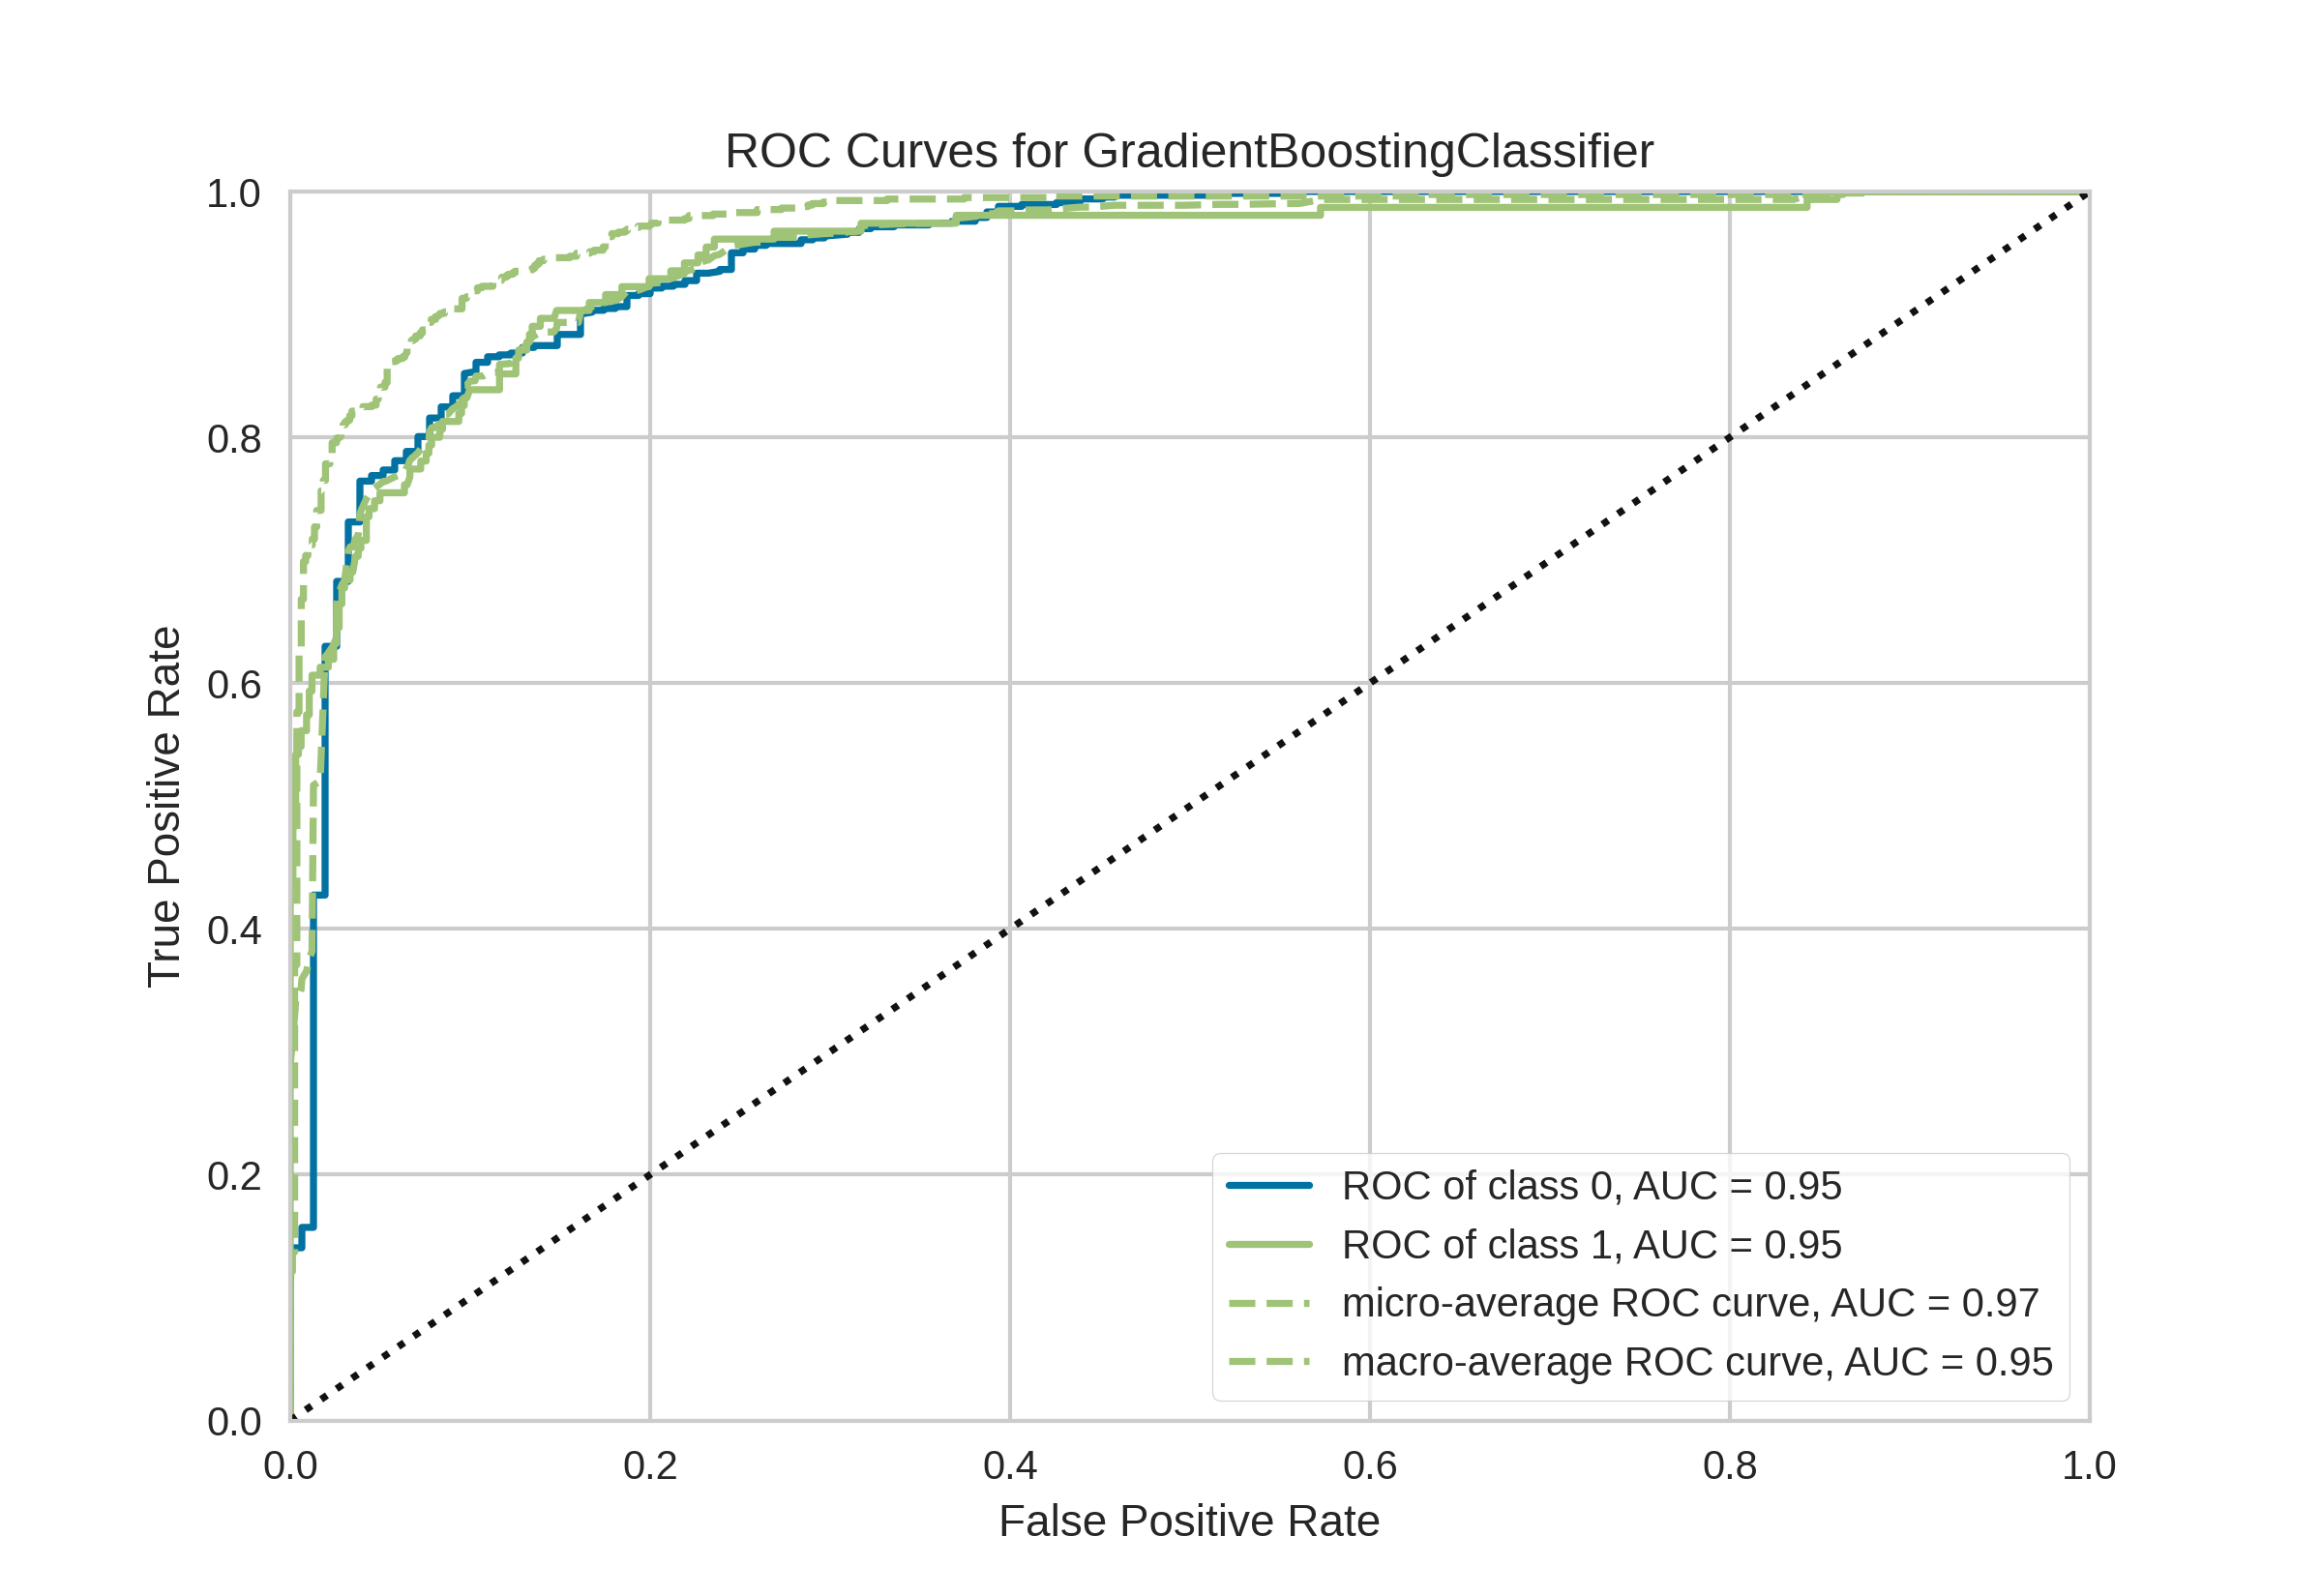 ROC Curves for GradientBoostingClassifier
1.0
0.8
0.6
0.4
0.2
0.0
True Positive Rate
0.0 0.2 0.4 0.6 0.8 1.0
False Positive Rate
ROC of class 0, AUC = 0.95
ROC of class 1, AUC = 0.95
micro-average ROC curve, AUC = 0.97
macro-average ROC curve, AUC = 0.95